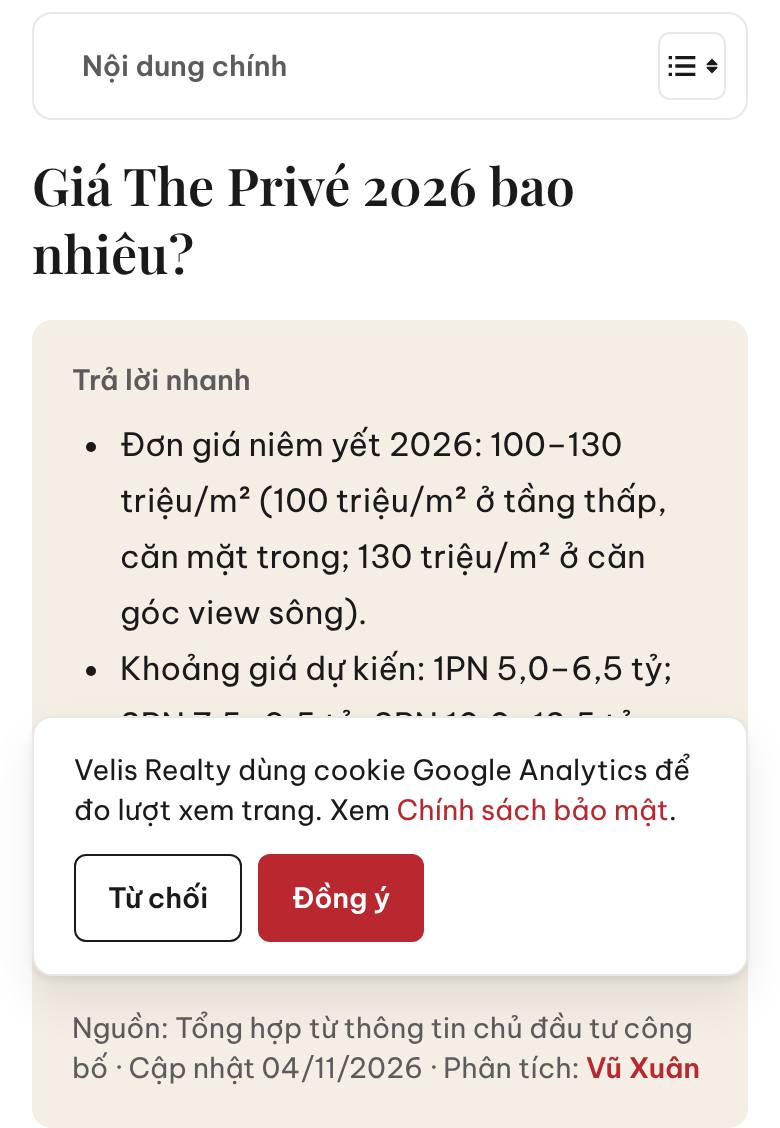 Nội dung chính
Giá The Privé 2026 bao
nhiêu?
Trả lời nhanh
• Đơn giá niêm yết 2026: 100–130
triệu/m² (100 triệu/m² ở tầng thấp,
căn mặt trong; 130 triệu/m² ở căn
góc view sông).
• Khoảng giá dự kiến: 1PN 5,0–6,5 tỷ;
Velis Realty dùng cookie Google Analytics để
đo lượt xem trang. Xem Chính sách bảo mật.
Từ chối
Đồng ý
Nguồn: Tổng hợp từ thông tin chủ đầu tư công
bố · Cập nhật 04/11/2026 · Phân tích: Vũ Xuân